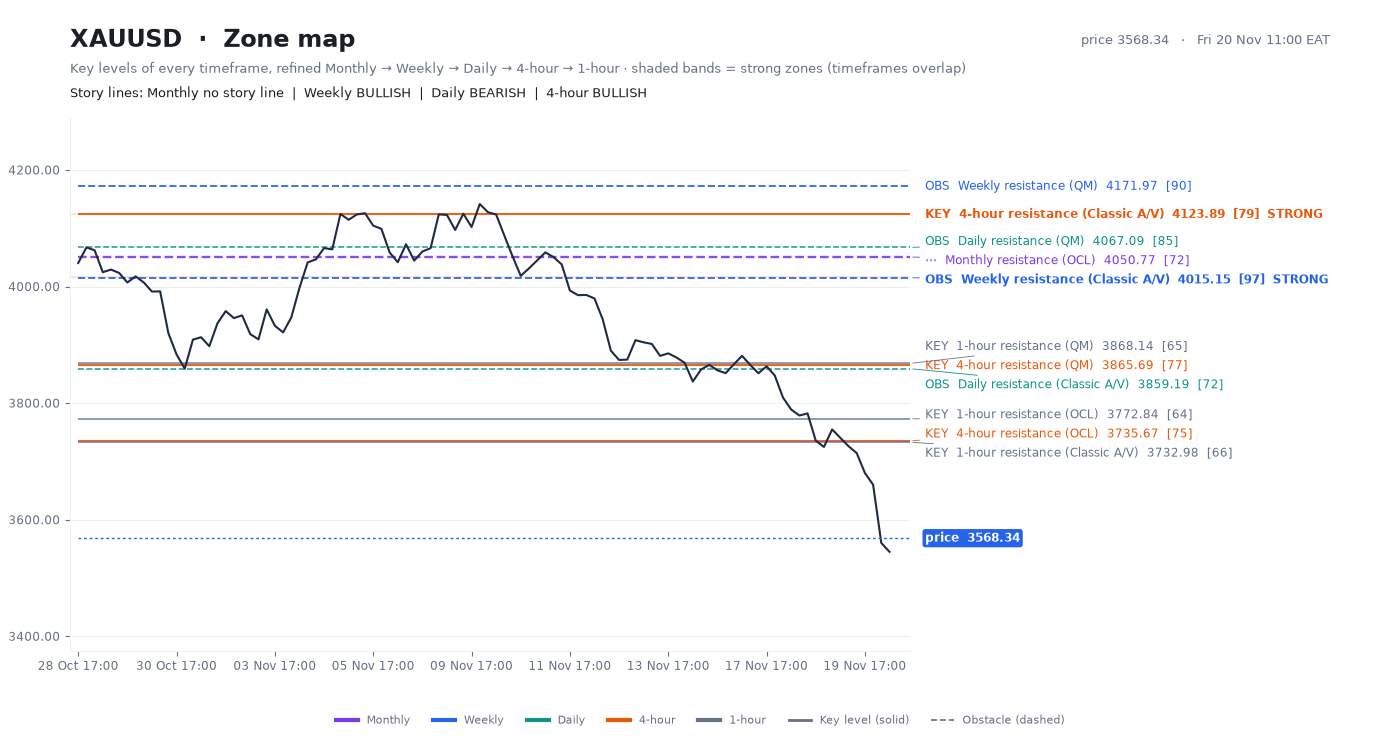 XAUUSD · Zone map
price 3568.34 · Fri 20 Nov 11:00 EAT
Key levels of every timeframe, refined Monthly → Weekly → Daily → 4-hour → 1-hour · shaded bands = strong zones (timeframes overlap)
Story lines: Monthly no story line | Weekly BULLISH | Daily BEARISH | 4-hour BULLISH
4200.00
4000.00
3800.00
3600.00
3400.00
OBS Weekly resistance (QM) 4171.97 [90]
KEY 4-hour resistance (Classic A/V) 4123.89 [79] STRONG
OBS Daily resistance (QM) 4067.09 [85]
··· Monthly resistance (OCL) 4050.77 [72]
OBS Weekly resistance (Classic A/V) 4015.15 [97] STRONG
KEY 1-hour resistance (QM) 3868.14 [65]
KEY 4-hour resistance (QM) 3865.69 [77]
OBS Daily resistance (Classic A/V) 3859.19 [72]
KEY 1-hour resistance (OCL) 3772.84 [64]
KEY 4-hour resistance (OCL) 3735.67 [75]
KEY 1-hour resistance (Classic A/V) 3732.98 [66]
price 3568.34
28 Oct 17:00 30 Oct 17:00 03 Nov 17:00 05 Nov 17:00 09 Nov 17:00 11 Nov 17:00 13 Nov 17:00 17 Nov 17:00 19 Nov 17:00
Monthly Weekly Daily 4-hour 1-hour Key level (solid) Obstacle (dashed)